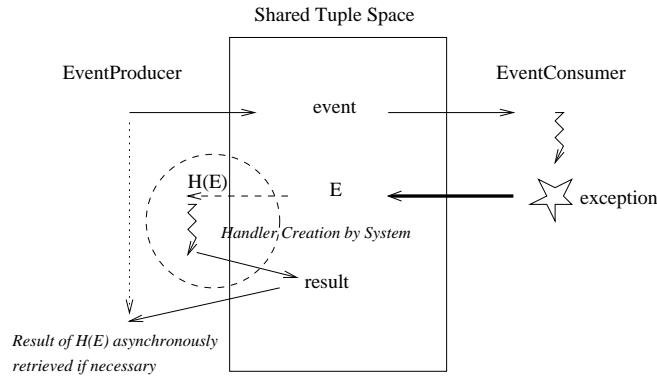 Shared Tuple Space
EventProducer
EventConsumer
event
H(E)
E
exception
Handler Creation by System
result
Result of H(E) asynchronously
retrieved if necessary